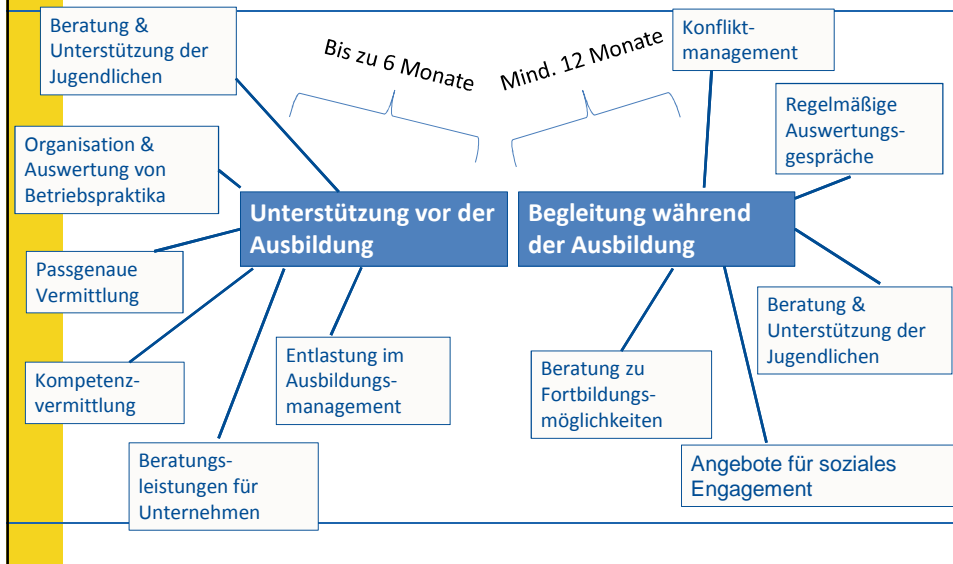 Beratung &
Unterstützung der
Jugendlichen
Bis zu 6 Monate
Mind. 12 Monate
Konflikt-
management
Regelmäßige
Auswertungs-
gespräche
Organisation &
Auswertung von
Betriebspraktika
Unterstützung vor der
Ausbildung
Begleitung während
der Ausbildung
Passgenaue
Vermittlung
Beratung &
Unterstützung der
Jugendlichen
Kompetenz-
vermittlung
Entlastung im
Ausbildungs-
management
Beratung zu
Fortbildungs-
möglichkeiten
Beratungs-
leistungen für
Unternehmen
Angebote für soziales
Engagement